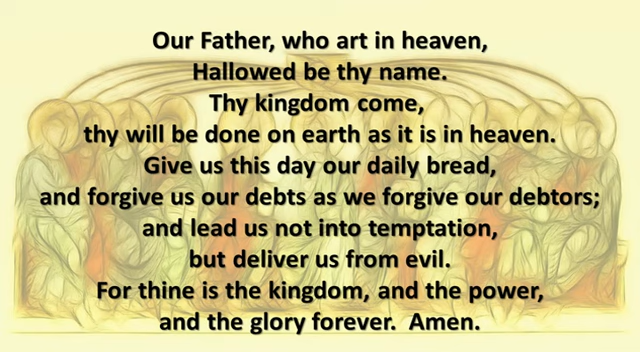 Our Father, who art in heaven,
Hallowed be thy name.
Thy kingdom come,
thy will be done on earth as it is in heaven.
Give us this day our daily bread,
and forgive us our debts as we forgive our debtors;
and lead us not into temptation,
but deliver us from evil.
For thine is the kingdom, and the power,
and the glory forever.  Amen.